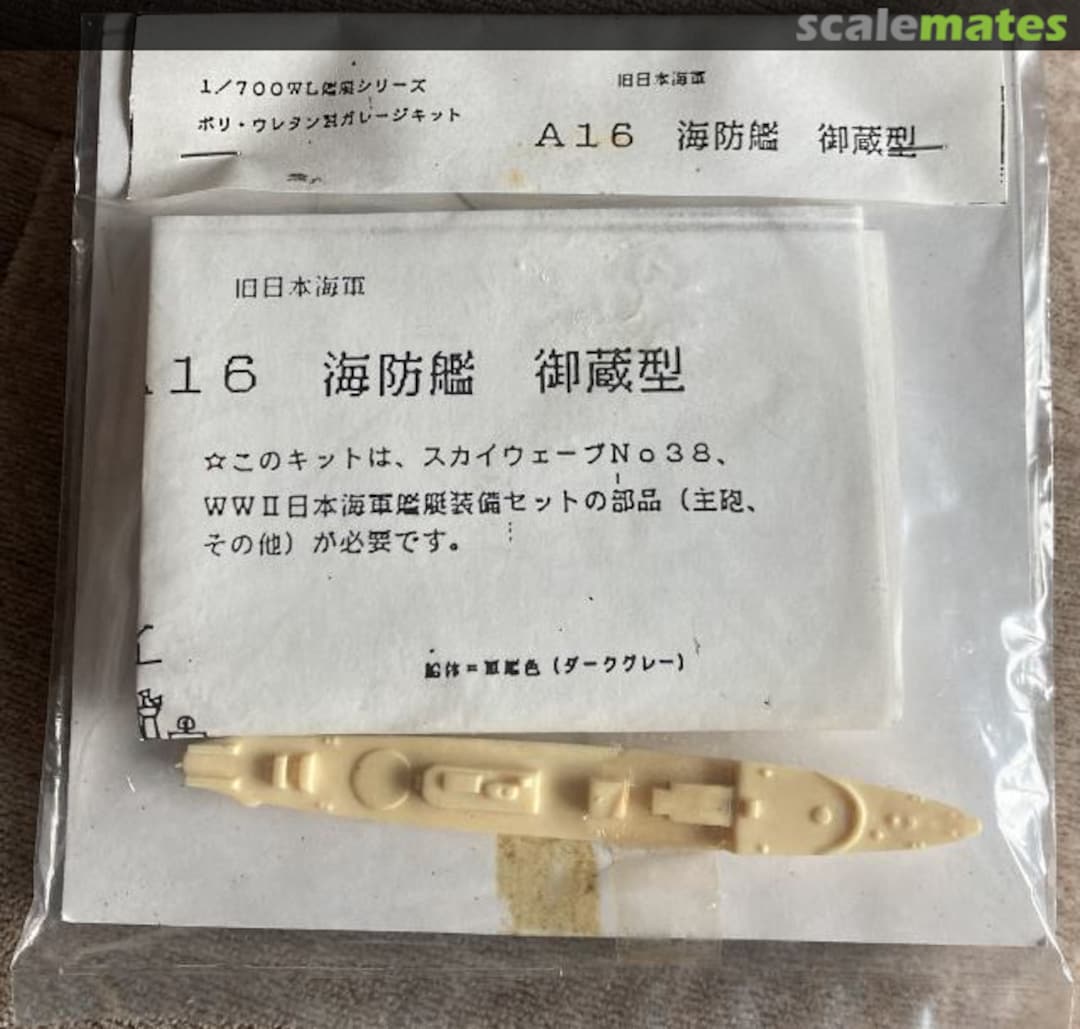 scalemates
1/700WL艦艇シリーズ
ポリ・ウレタン製ガレージキット
旧日本海軍
A16 海防艦 御蔵型
旧日本海軍
16 海防艦 御蔵型
☆このキットは、スカイウェーブNo38、
WWⅡ日本海軍艦艇装備セットの部品(主砲、
その他)が必要です。
船体=軍艦色(ダークグレー)